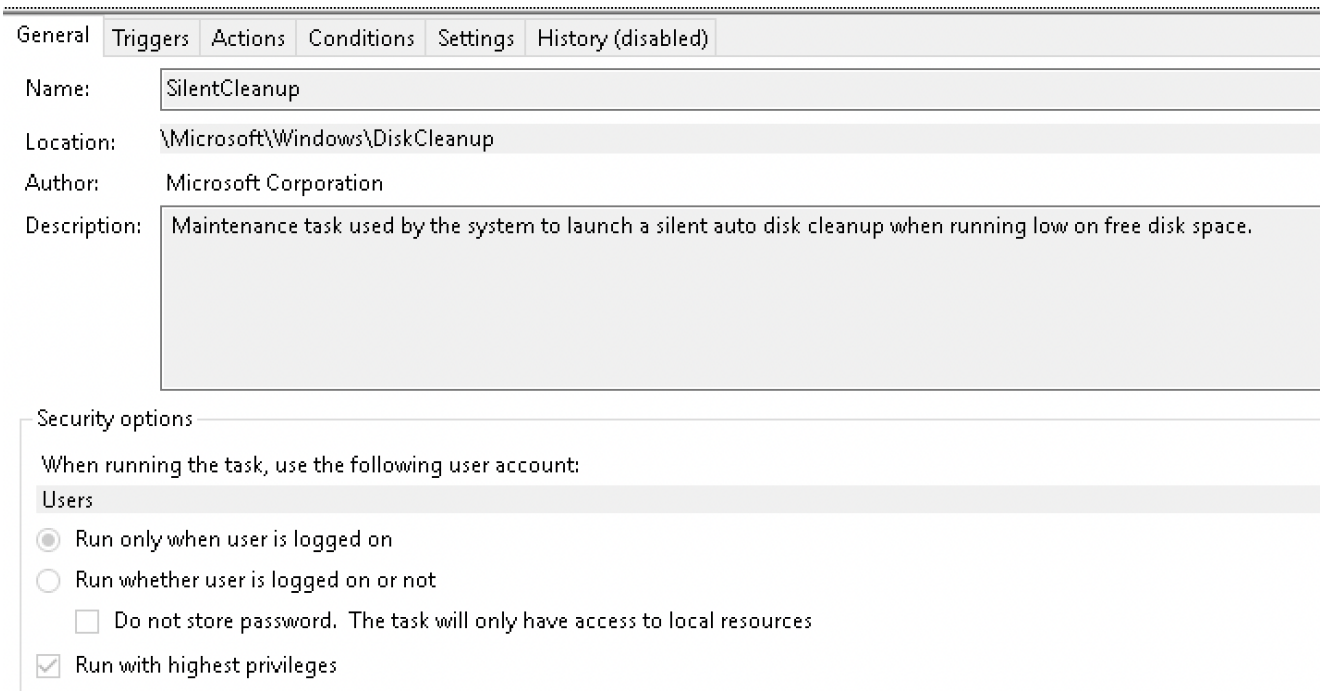 General Triggers Actions Conditions Settings History (disabled)
Name: SilentCleanup
Location: \Microsoft\Windows\DiskCleanup
Author: Microsoft Corporation
Description: Maintenance task used by the system to launch a silent auto disk cleanup when running low on free disk space.
Security options
When running the task, use the following user account:
Users
Run only when user is logged on
Run whether user is logged on or not
Do not store password. The task will only have access to local resources
Run with highest privileges